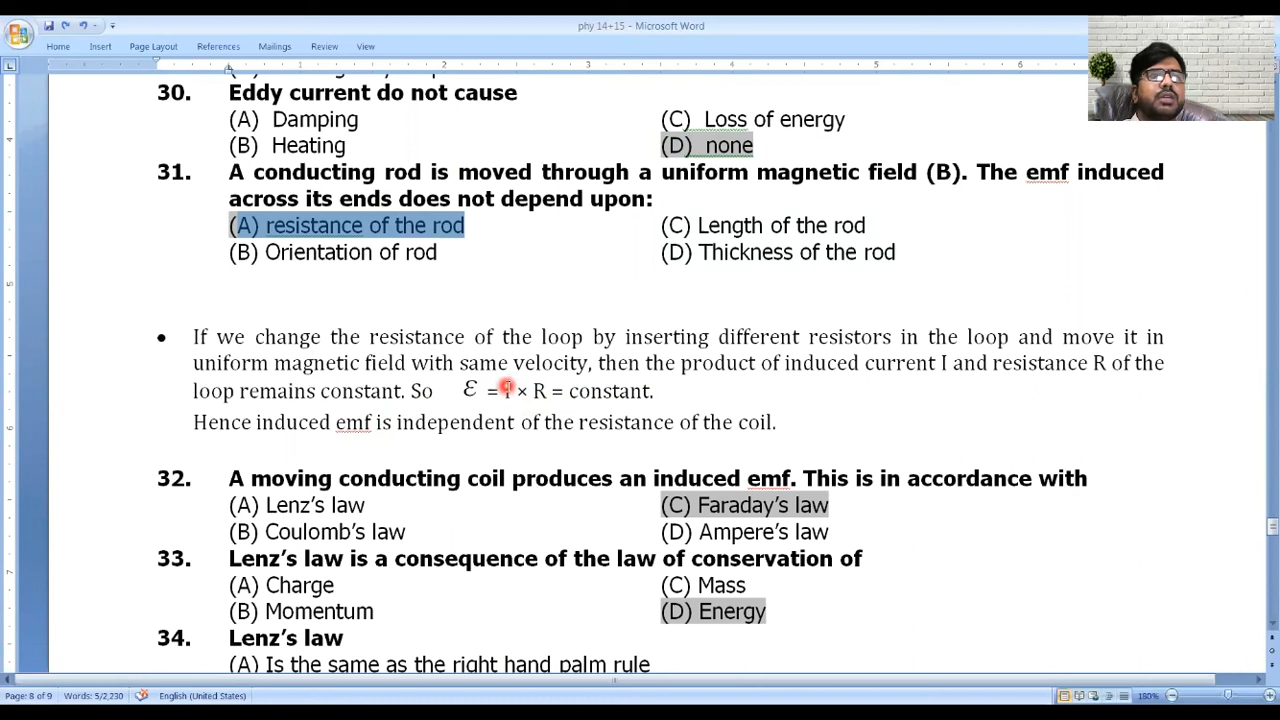 phy 14+15 - Microsoft Word
Home Insert Page Layout References Mailings Review View
1 2 3 4 5 6
30. Eddy current do not cause
(A) Damping (C) Loss of energy
(B) Heating (D) none
31. A conducting rod is moved through a uniform magnetic field (B). The emf induced
across its ends does not depend upon:
(A) resistance of the rod (C) Length of the rod
(B) Orientation of rod (D) Thickness of the rod
• If we change the resistance of the loop by inserting different resistors in the loop and move it in
uniform magnetic field with same velocity, then the product of induced current I and resistance R of the
loop remains constant. So ε = I × R = constant.
Hence induced emf is independent of the resistance of the coil.
32. A moving conducting coil produces an induced emf. This is in accordance with
(A) Lenz’s law (C) Faraday’s law
(B) Coulomb’s law (D) Ampere’s law
33. Lenz’s law is a consequence of the law of conservation of
(A) Charge (C) Mass
(B) Momentum (D) Energy
34. Lenz’s law
(A) Is the same as the right hand palm rule
Page: 8 of 9 Words: 5/2,230 English (United States) 180%